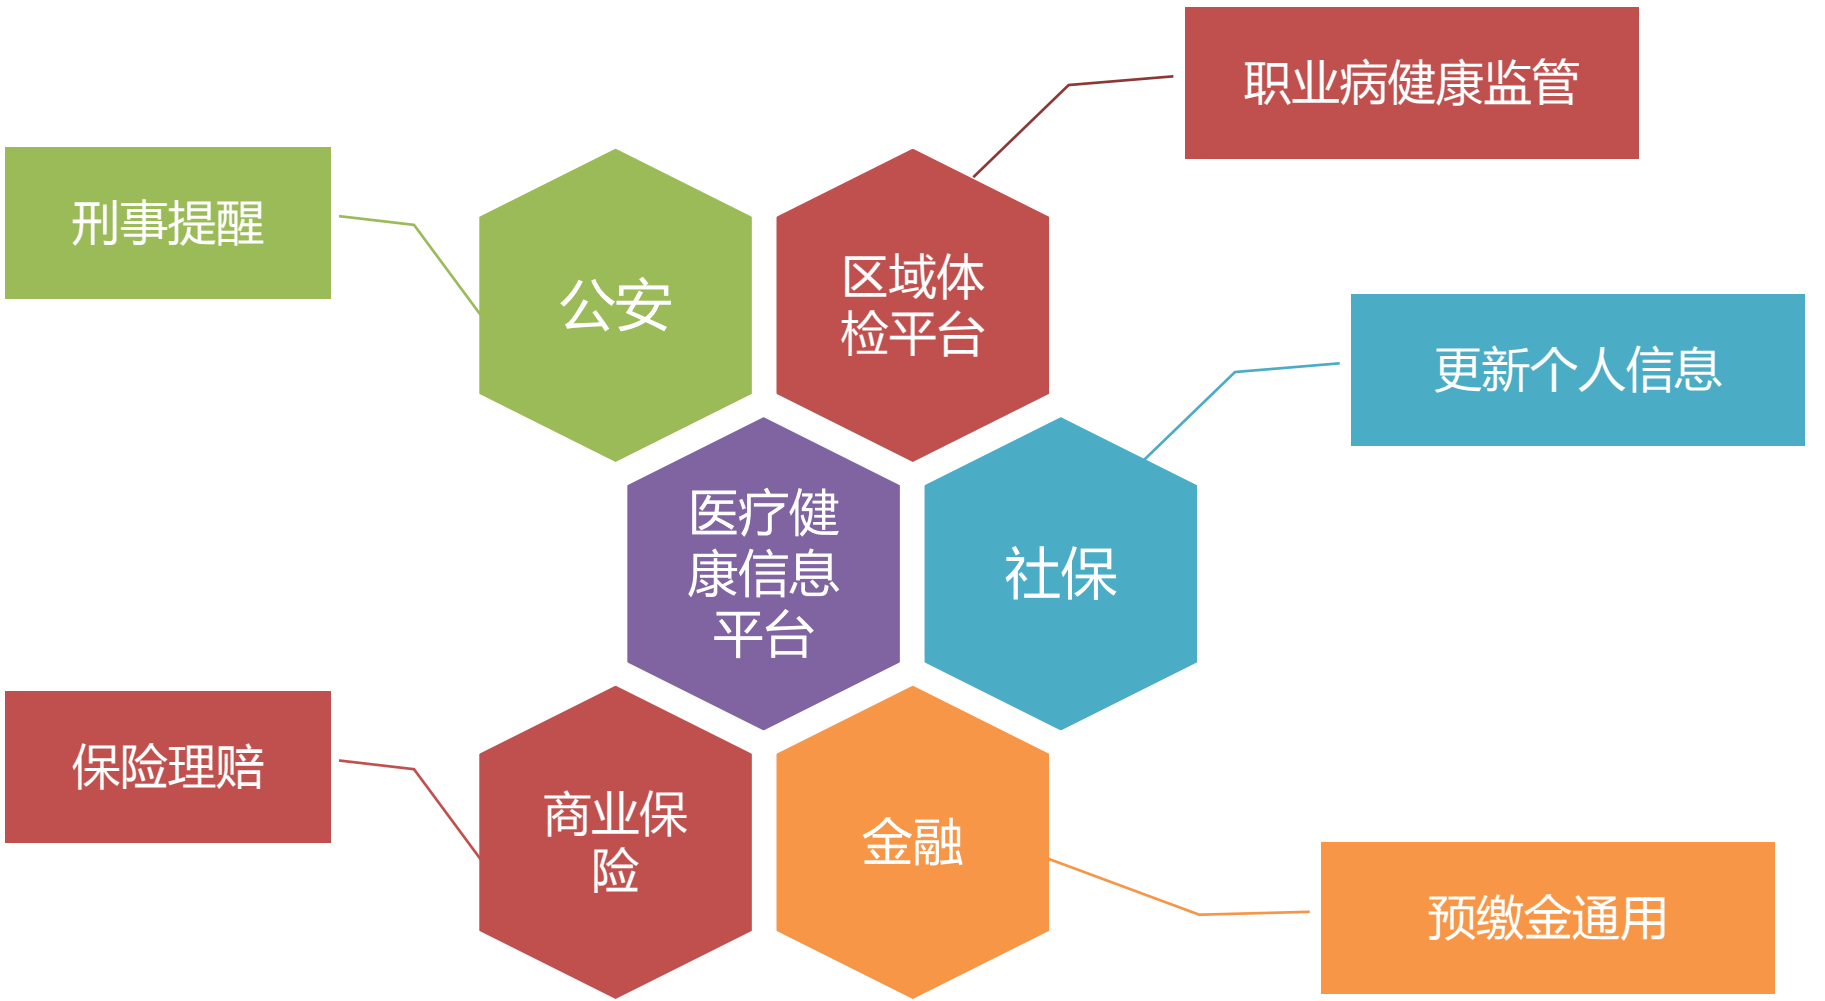 职业病健康监管
刑事提醒
公安
区域体
检平台
更新个人信息
医疗健
康信息
平台
社保
保险理赔
商业保
险
金融
预缴金通用